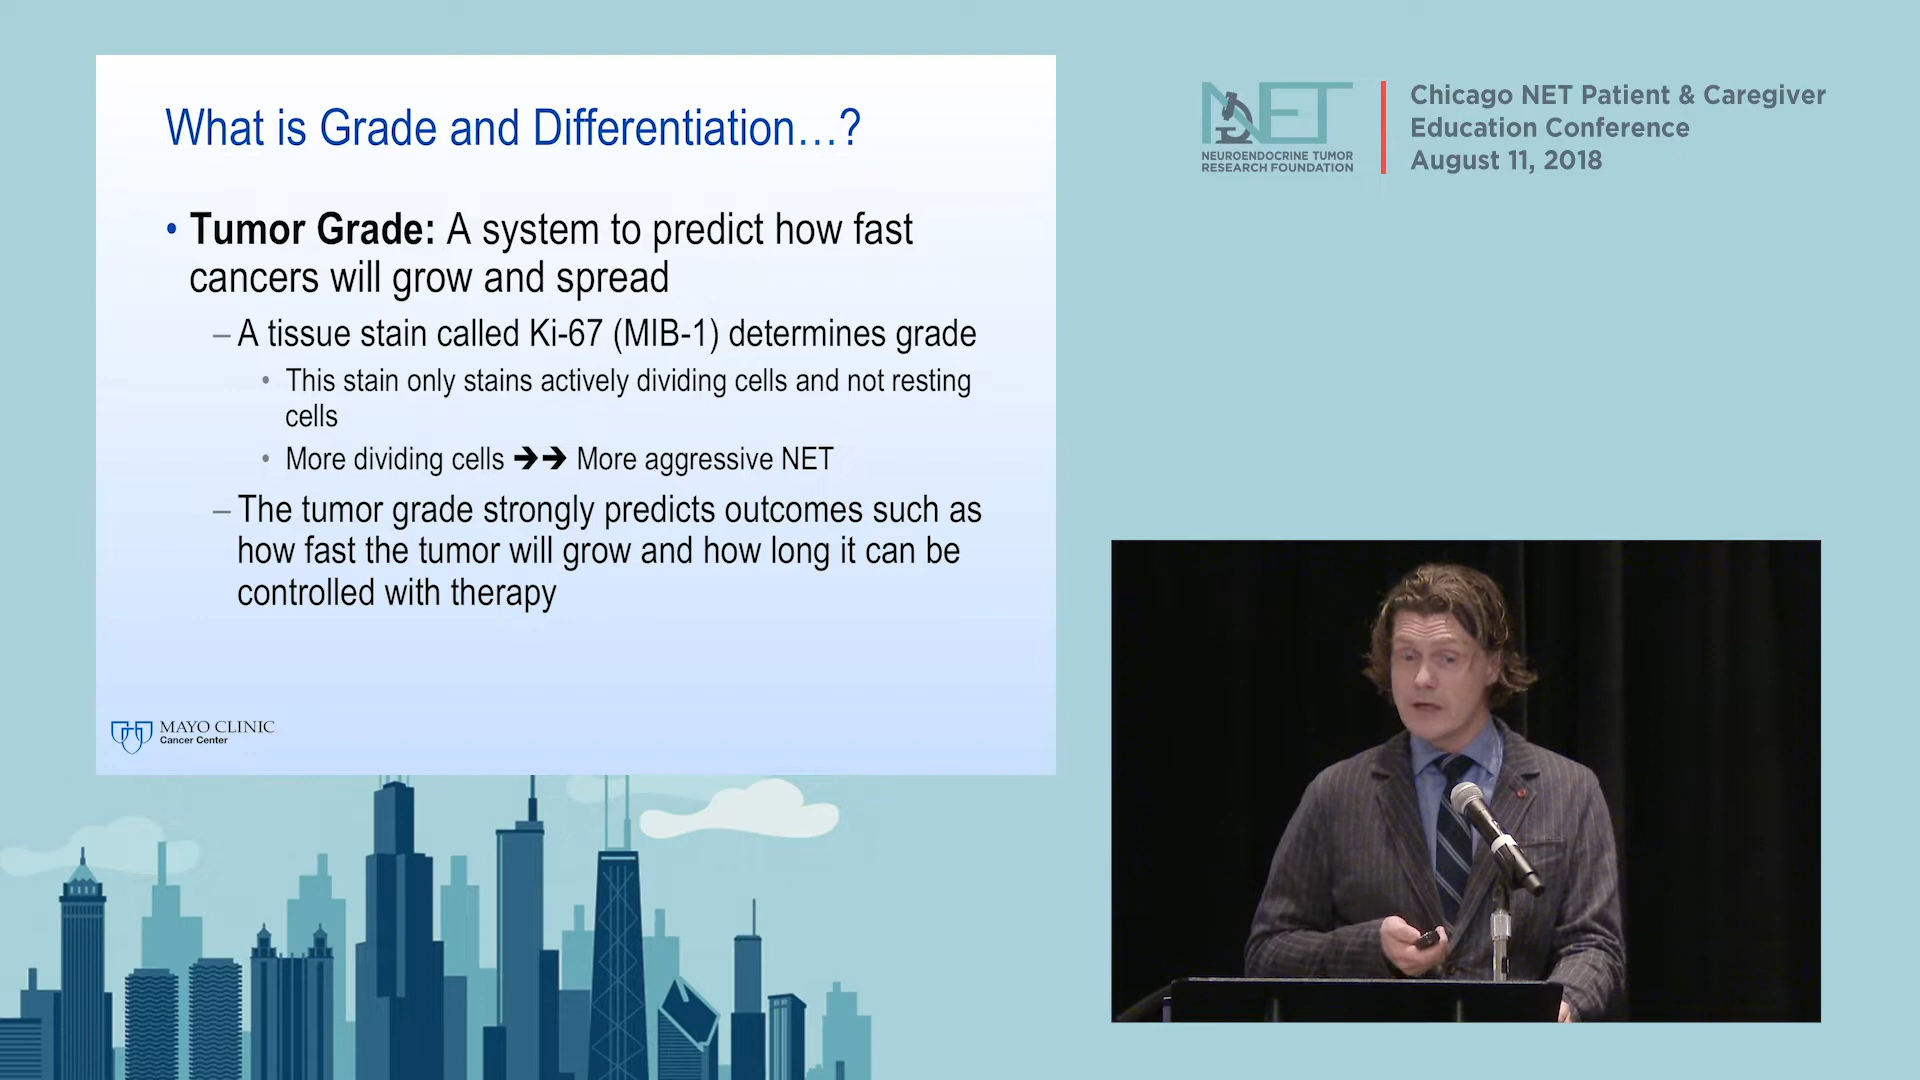 What is Grade and Differentiation…?
• Tumor Grade: A system to predict how fast
cancers will grow and spread
– A tissue stain called Ki-67 (MIB-1) determines grade
• This stain only stains actively dividing cells and not resting
cells
• More dividing cells ➔➔ More aggressive NET
– The tumor grade strongly predicts outcomes such as
how fast the tumor will grow and how long it can be
controlled with therapy
MAYO CLINIC
Cancer Center
NET
NEUROENDOCRINE TUMOR
RESEARCH FOUNDATION
Chicago NET Patient & Caregiver
Education Conference
August 11, 2018